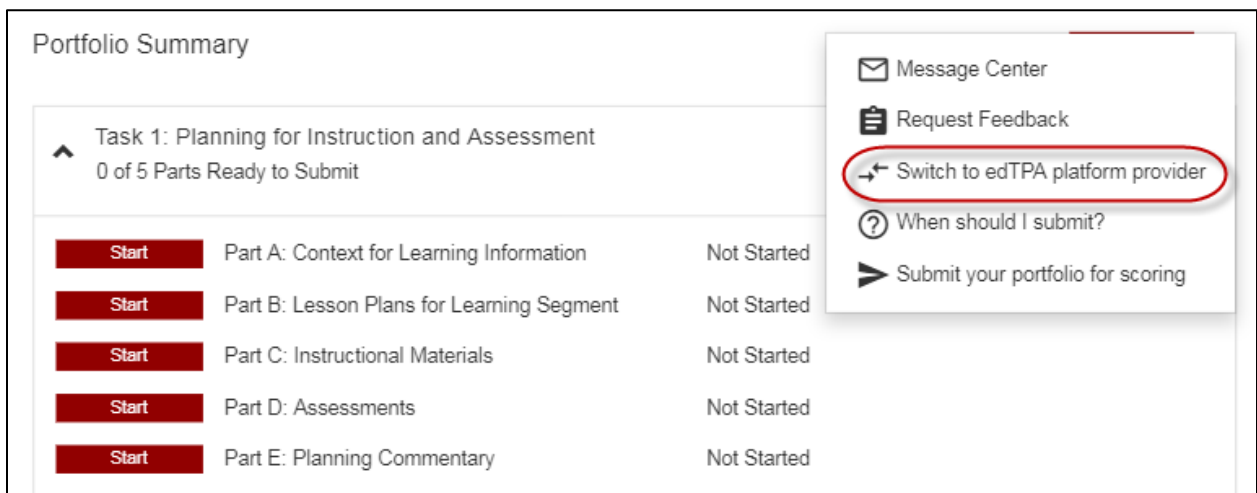 Portfolio Summary
Message Center
Request Feedback
Switch to edTPA platform provider
When should I submit?
Submit your portfolio for scoring
Task 1: Planning for Instruction and Assessment
0 of 5 Parts Ready to Submit
Start Part A: Context for Learning Information Not Started
Start Part B: Lesson Plans for Learning Segment Not Started
Start Part C: Instructional Materials Not Started
Start Part D: Assessments Not Started
Start Part E: Planning Commentary Not Started